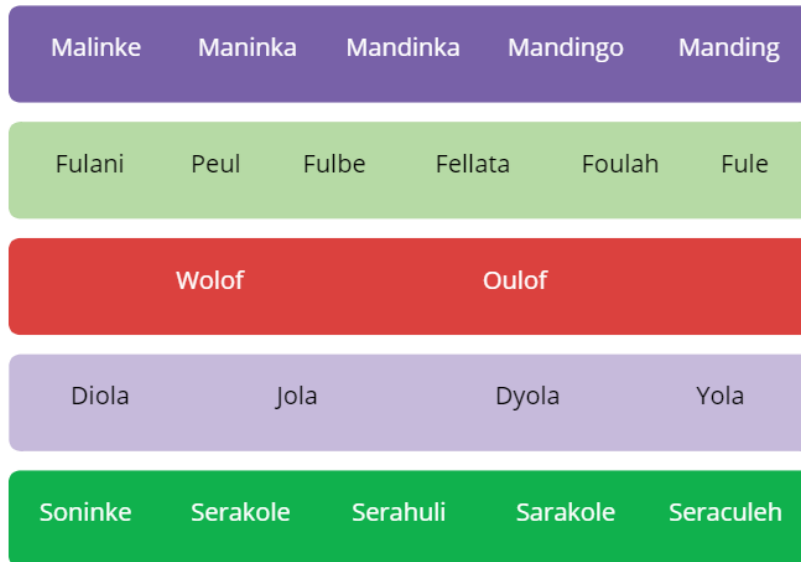 Malinke Maninka Mandinka Mandingo Manding
Fulani Peul Fulbe Fellata Foulah Fule
Wolof Oulof
Diola Jola Dyola Yola
Soninke Serakole Serahuli Sarakole Seraculeh